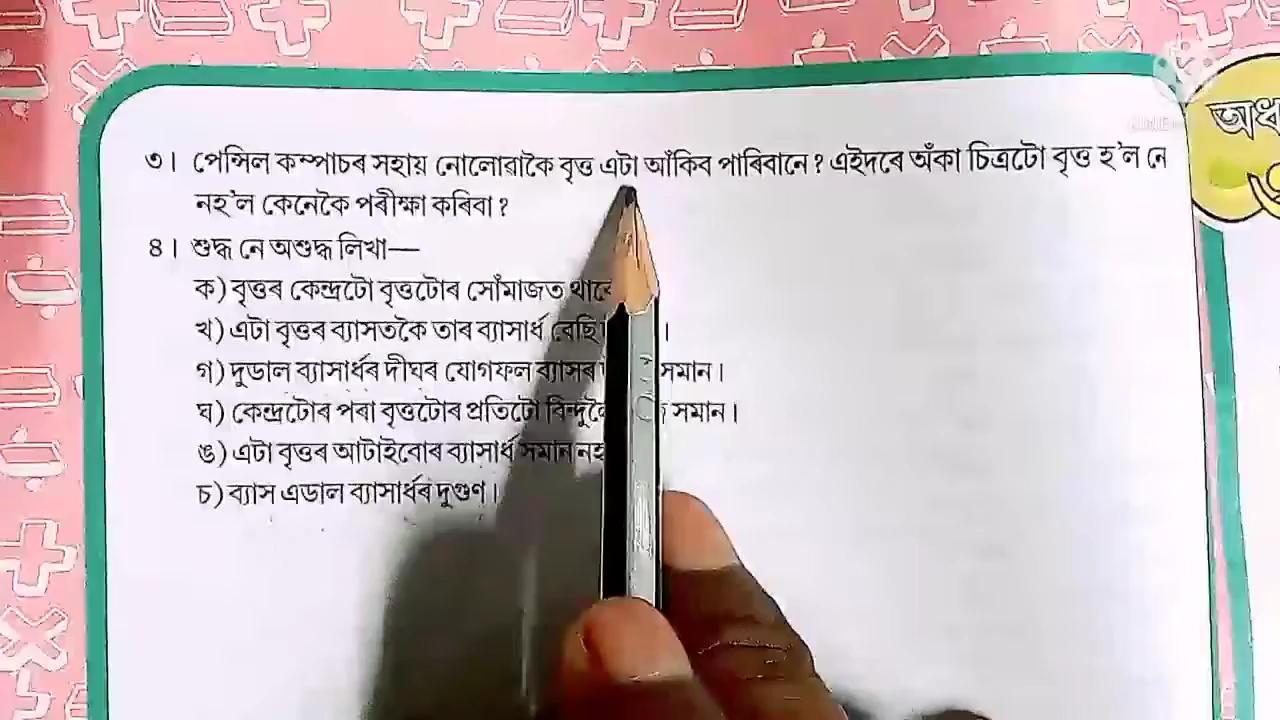 ৩। পেন্সিল কম্পাচৰ সহায় নোলোৱাকৈ বৃত্ত এটা আঁকিব পাৰিবানে ? এইদৰে অঁকা চিত্ৰটো বৃত্ত হ'ল নে
নহ'ল কেনেকৈ পৰীক্ষা কৰিবা ?
৪। শুদ্ধ নে অশুদ্ধ লিখা—
ক) বৃত্তৰ কেন্দ্ৰটো বৃত্তটোৰ সোঁমাজত
খ) এটা বৃত্তৰ ব্যাসতকৈ তাৰ ব্যাসাৰ্ধ বেছি ।
গ) দুডাল ব্যাসাৰ্ধৰ দীঘৰ যোগফল ব্যাসৰ সমান।
ঘ) কেন্দ্ৰটোৰ পৰা বৃত্তটোৰ প্ৰতিটো সমান।
ঙ) এটা বৃত্তৰ আটাইবোৰ ব্যাসাৰ্ধ সমান
চ) ব্যাস এডাল ব্যাসাৰ্ধৰ দুগুণ।